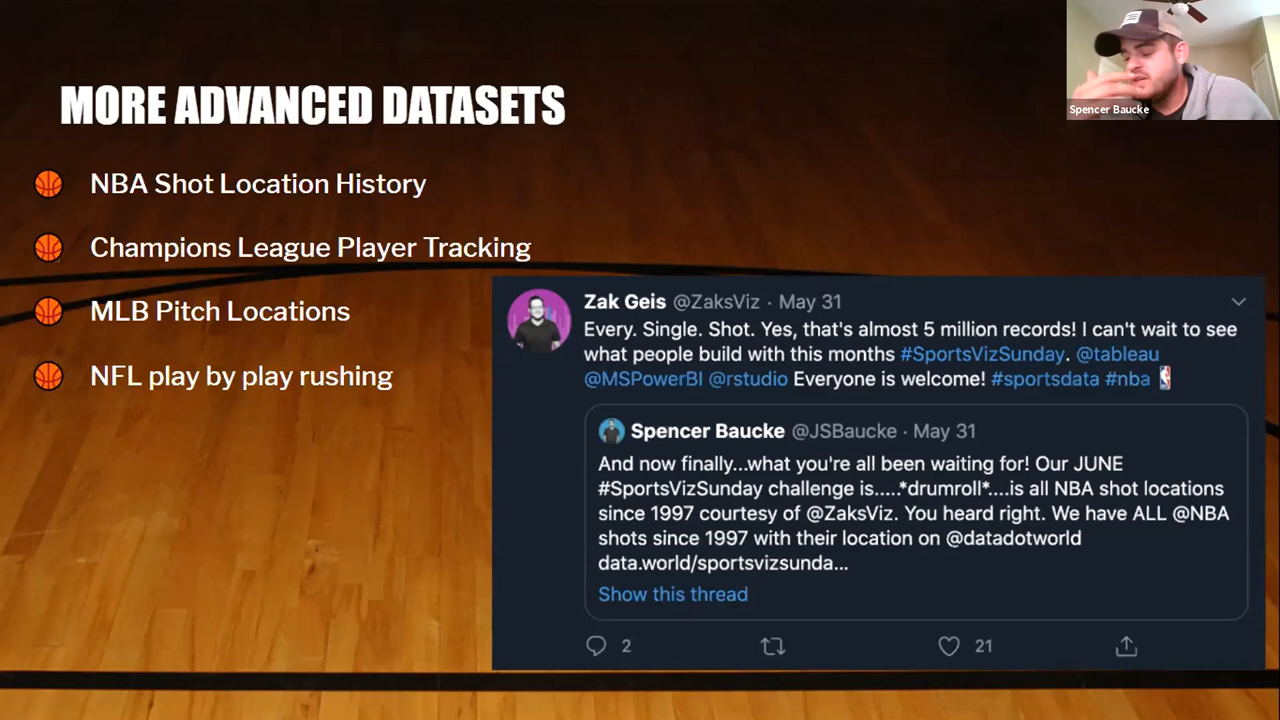 MORE ADVANCED DATASETS
NBA Shot Location History
Champions League Player Tracking
MLB Pitch Locations
NFL play by play rushing
Spencer Baucke
Zak Geis @ZaksViz · May 31
Every. Single. Shot. Yes, that's almost 5 million records! I can't wait to see
what people build with this months #SportsVizSunday. @tableau
@MSPowerBI @rstudio Everyone is welcome! #sportsdata #nba
Spencer Baucke @JSBaucke · May 31
And now finally...what you're all been waiting for! Our JUNE
#SportsVizSunday challenge is.....*drumroll*....is all NBA shot locations
since 1997 courtesy of @ZaksViz. You heard right. We have ALL @NBA
shots since 1997 with their location on @datadotworld
data.world/sportsvizsunda...
Show this thread
2
21